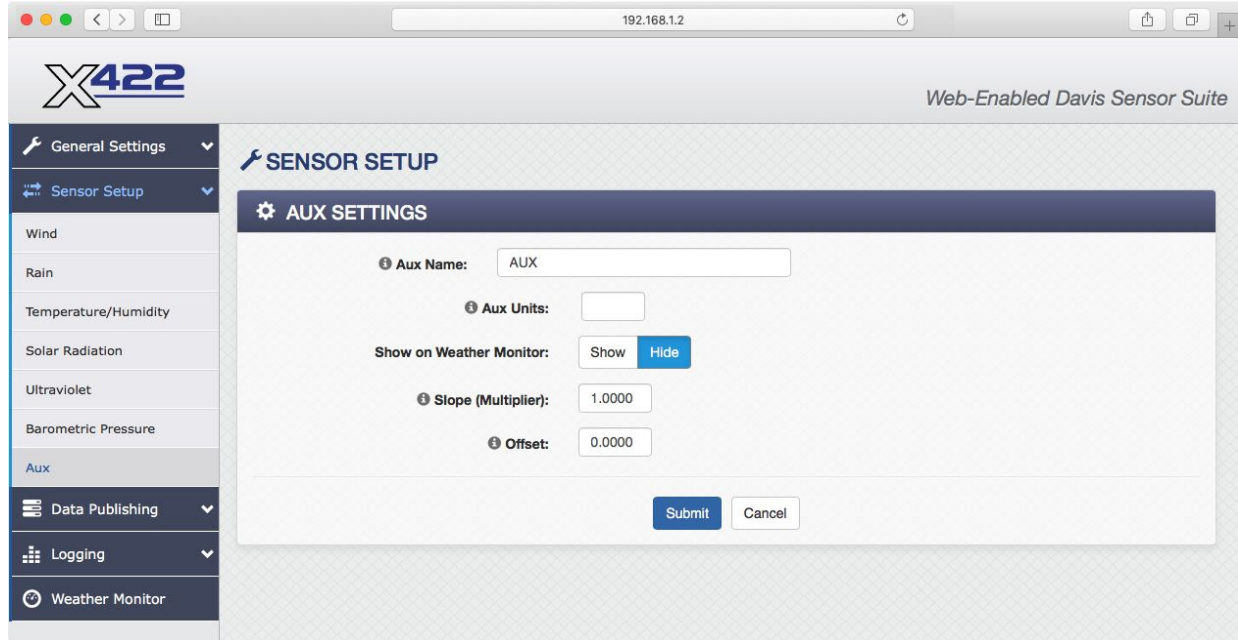 192.168.1.2
X422
Web-Enabled Davis Sensor Suite
General Settings
Sensor Setup
Wind
Rain
Temperature/Humidity
Solar Radiation
Ultraviolet
Barometric Pressure
Aux
Data Publishing
Logging
Weather Monitor
SENSOR SETUP
AUX SETTINGS
Aux Name: AUX
Aux Units:
Show on Weather Monitor: Show Hide
Slope (Multiplier): 1.0000
Offset: 0.0000
Submit Cancel